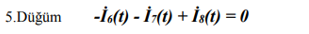 5.Düğüm -İ₆(t) - İ₇(t) + İ₈(t) = 0